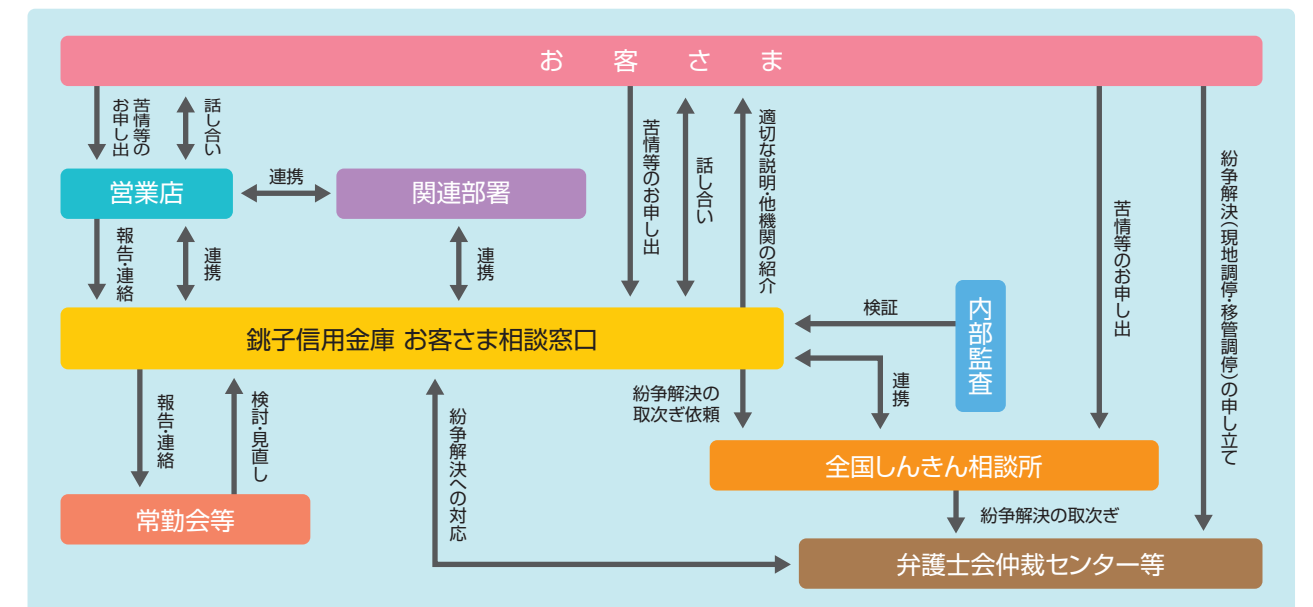 お客さま
苦情等の
お申し出
話し合い
営業店
連携
関連部署
報告・連絡
連携
連携
苦情等のお申し出
話し合い
適切な説明・他機関の紹介
苦情等のお申し出
紛争解決(現地調停・移管調停)の申し立て
銚子信用金庫 お客さま相談窓口
検証
内部監査
報告・連絡
検討・見直し
紛争解決への対応
紛争解決の
取次ぎ依頼
連携
常勤会等
全国しんきん相談所
紛争解決の取次ぎ
弁護士会仲裁センター等